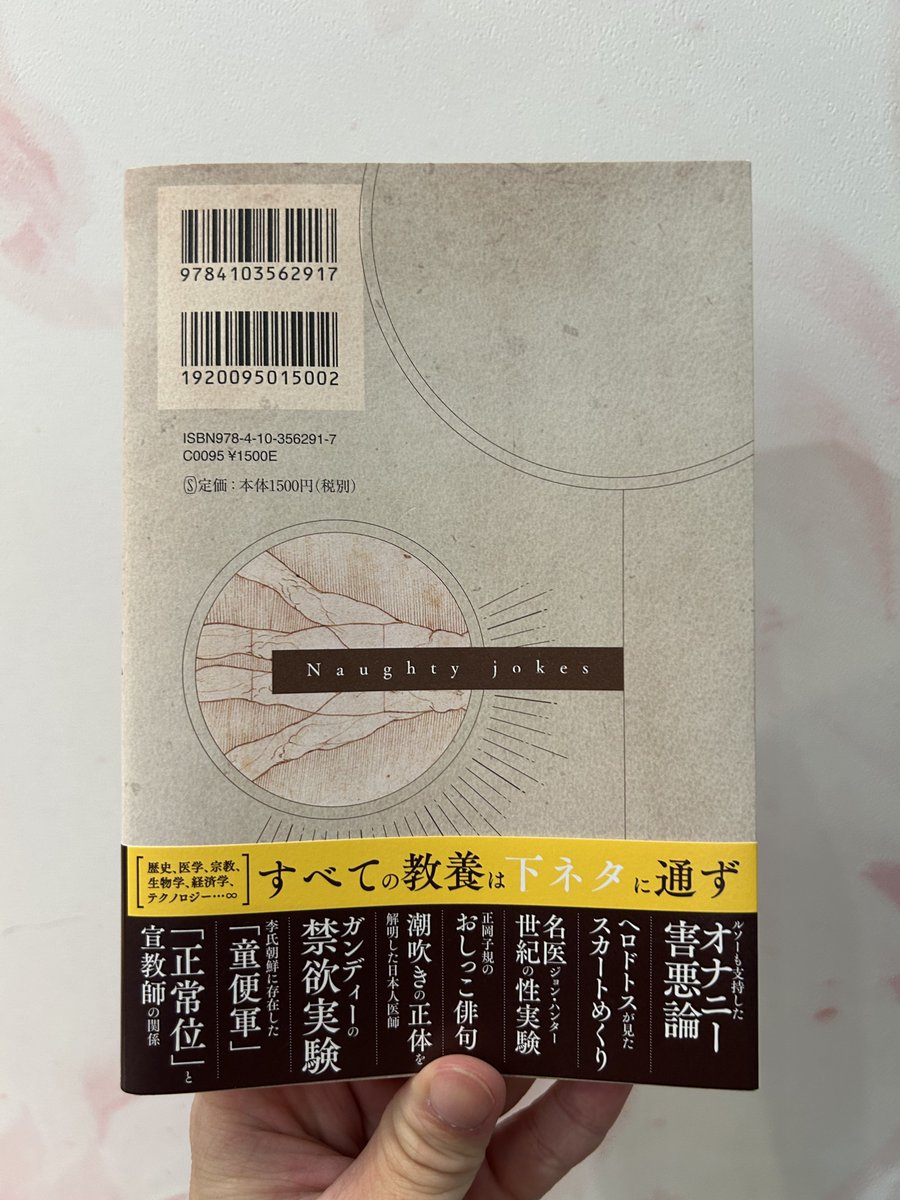 9784103562917
1920095015002
ISBN978-4-10-356291-7
C0095 ¥1500E
Ⓢ定価:本体1500円(税別)
Naughty jokes
[歴史、医学、宗教、
生物学、経済学、
テクノロジー…∞]
すべての教養は下ネタに通ず
ルソーも支持した
オナニー
害悪論
ヘロドトスが見た
スカートめくり
名医ジョン・ハンター
世紀の性実験
正岡子規の
おしっこ俳句
潮吹きの正体を
解明した日本人医師
ガンディーの
禁欲実験
李氏朝鮮に存在した
「童便軍」
「正常位」と
宣教師の関係